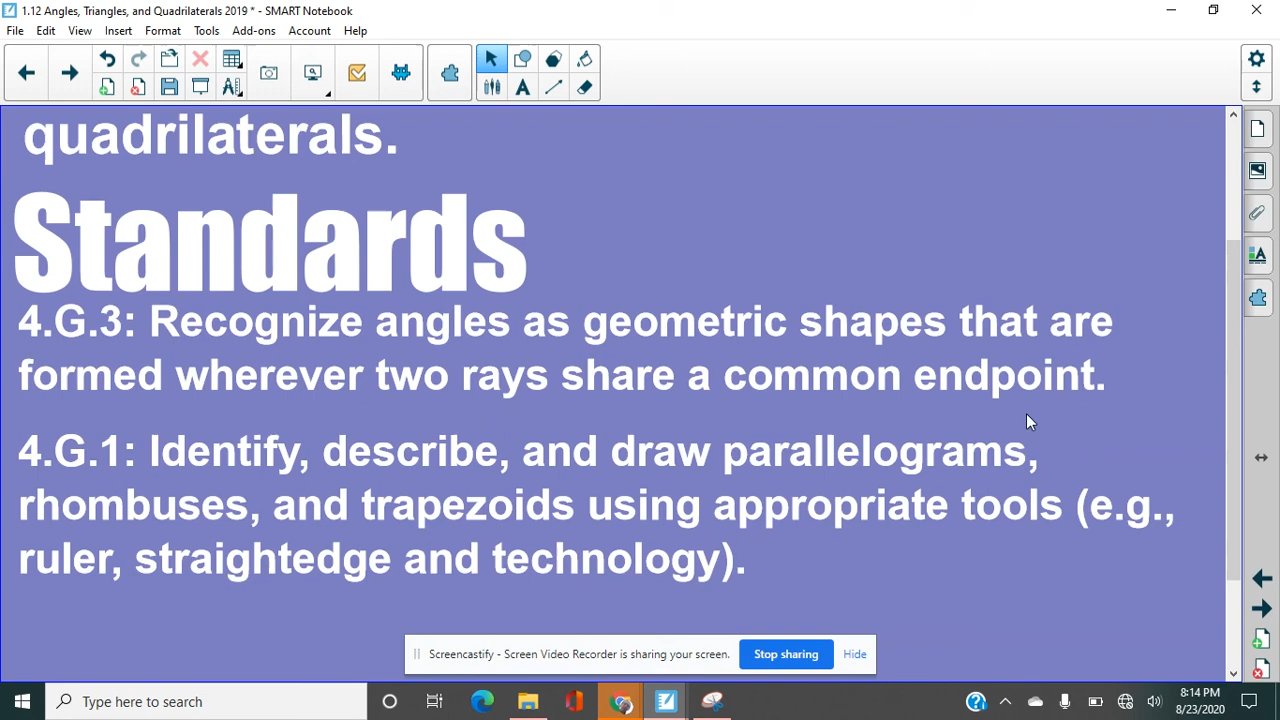 1.12 Angles, Triangles, and Quadrilaterals 2019 * - SMART Notebook
File Edit View Insert Format Tools Add-ons Account Help
quadrilaterals.
Standards
4.G.3: Recognize angles as geometric shapes that are
formed wherever two rays share a common endpoint.
4.G.1: Identify, describe, and draw parallelograms,
rhombuses, and trapezoids using appropriate tools (e.g.,
ruler, straightedge and technology).
Screencastify - Screen Video Recorder is sharing your screen. Stop sharing Hide
Type here to search
8:14 PM
8/23/2020